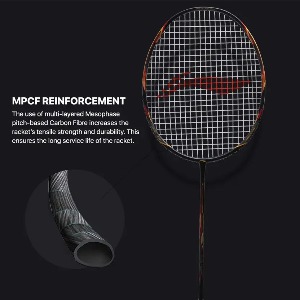 MPCF REINFORCEMENT
The use of multi-layered Mesophase
pitch-based Carbon Fibre increases the
racket's tensile strength and durability. This
ensures the long service life of the racket.